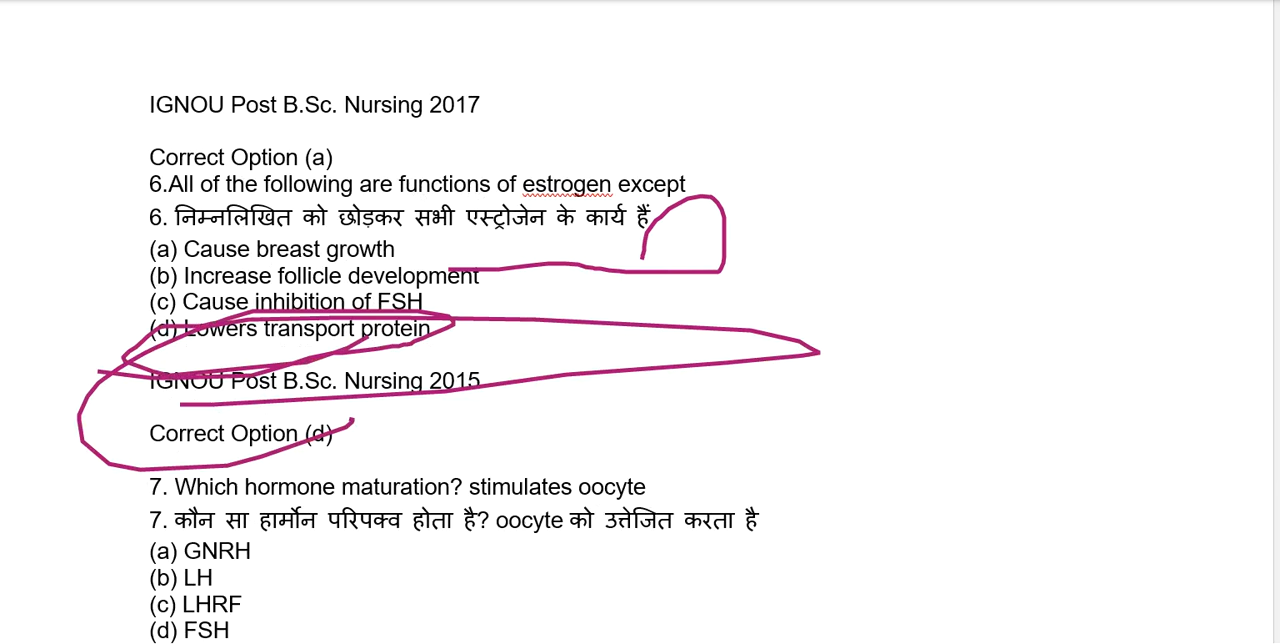 IGNOU Post B.Sc. Nursing 2017
Correct Option (a)
6.All of the following are functions of estrogen except
6. निम्नलिखित को छोड़कर सभी एस्ट्रोजेन के कार्य हैं
(a) Cause breast growth
(b) Increase follicle development
(c) Cause inhibition of FSH
(d) Lowers transport protein
IGNOU Post B.Sc. Nursing 2015
Correct Option (d)
7. Which hormone maturation? stimulates oocyte
7. कौन सा हार्मोन परिपक्व होता है? oocyte को उत्तेजित करता है
(a) GNRH
(b) LH
(c) LHRF
(d) FSH